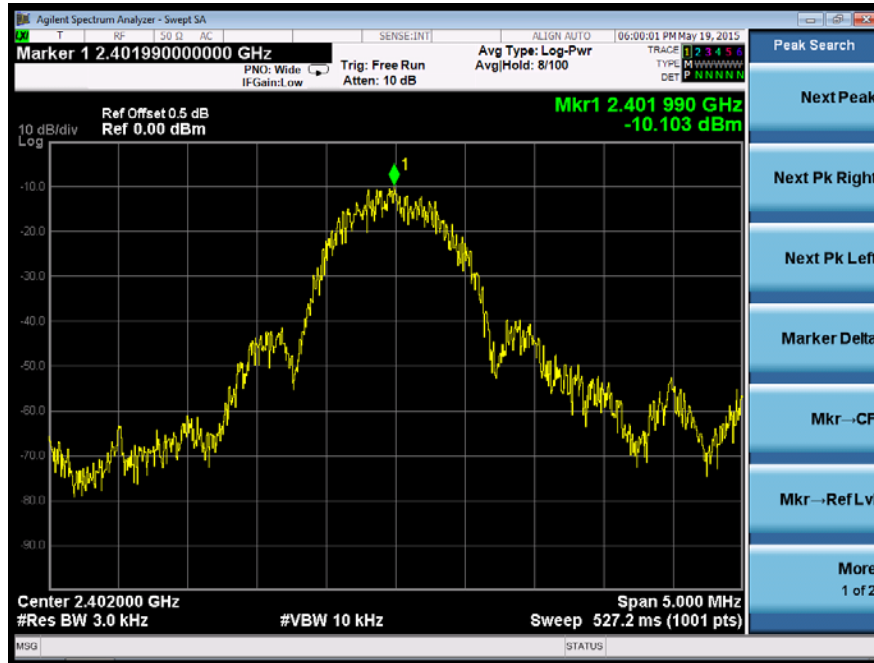 Agilent Spectrum Analyzer - Swept SA
LXI T RF 50 Ω AC SENSE:INT ALIGN AUTO 06:00:01 PM May 19, 2015
Marker 1 2.401990000000 GHz
PNO: Wide
IFGain:Low
Trig: Free Run
Atten: 10 dB
Avg Type: Log-Pwr
Avg|Hold: 8/100
TRACE 1 2 3 4 5 6
TYPE M W W W W W
DET P N N N N N
Peak Search
Mkr1 2.401 990 GHz
-10.103 dBm
Ref Offset 0.5 dB
10 dB/div Ref 0.00 dBm
Log
1
-10.0
-20.0
-30.0
-40.0
-50.0
-60.0
-70.0
-80.0
-90.0
Center 2.402000 GHz Span 5.000 MHz
#Res BW 3.0 kHz #VBW 10 kHz Sweep 527.2 ms (1001 pts)
MSG STATUS
Next Peak
Next Pk Right
Next Pk Left
Marker Delta
Mkr→CF
Mkr→Ref Lvl
More
1 of 2